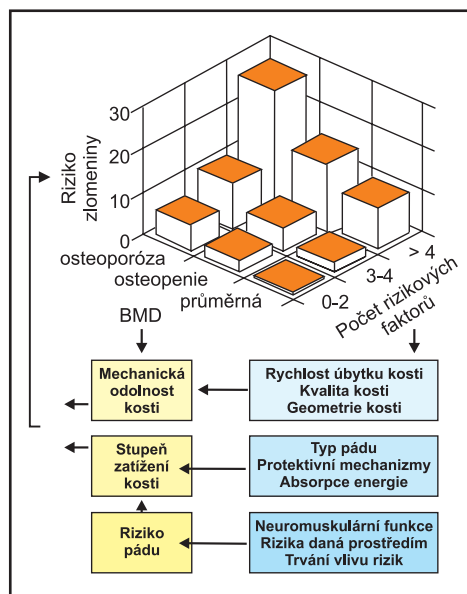 Riziko
zlomeniny
30
20
10
0
osteoporóza
osteopenie
průměrná
0-2
3-4
> 4
Počet rizikových
faktorů
BMD
Mechanická
odolnost
kosti
Rychlost úbytku kosti
Kvalita kosti
Geometrie kosti
Stupeň
zatížení
kosti
Typ pádu
Protektivní mechanizmy
Absorpce energie
Riziko
pádu
Neuromuskulární funkce
Rizika daná prostředím
Trvání vlivu rizik